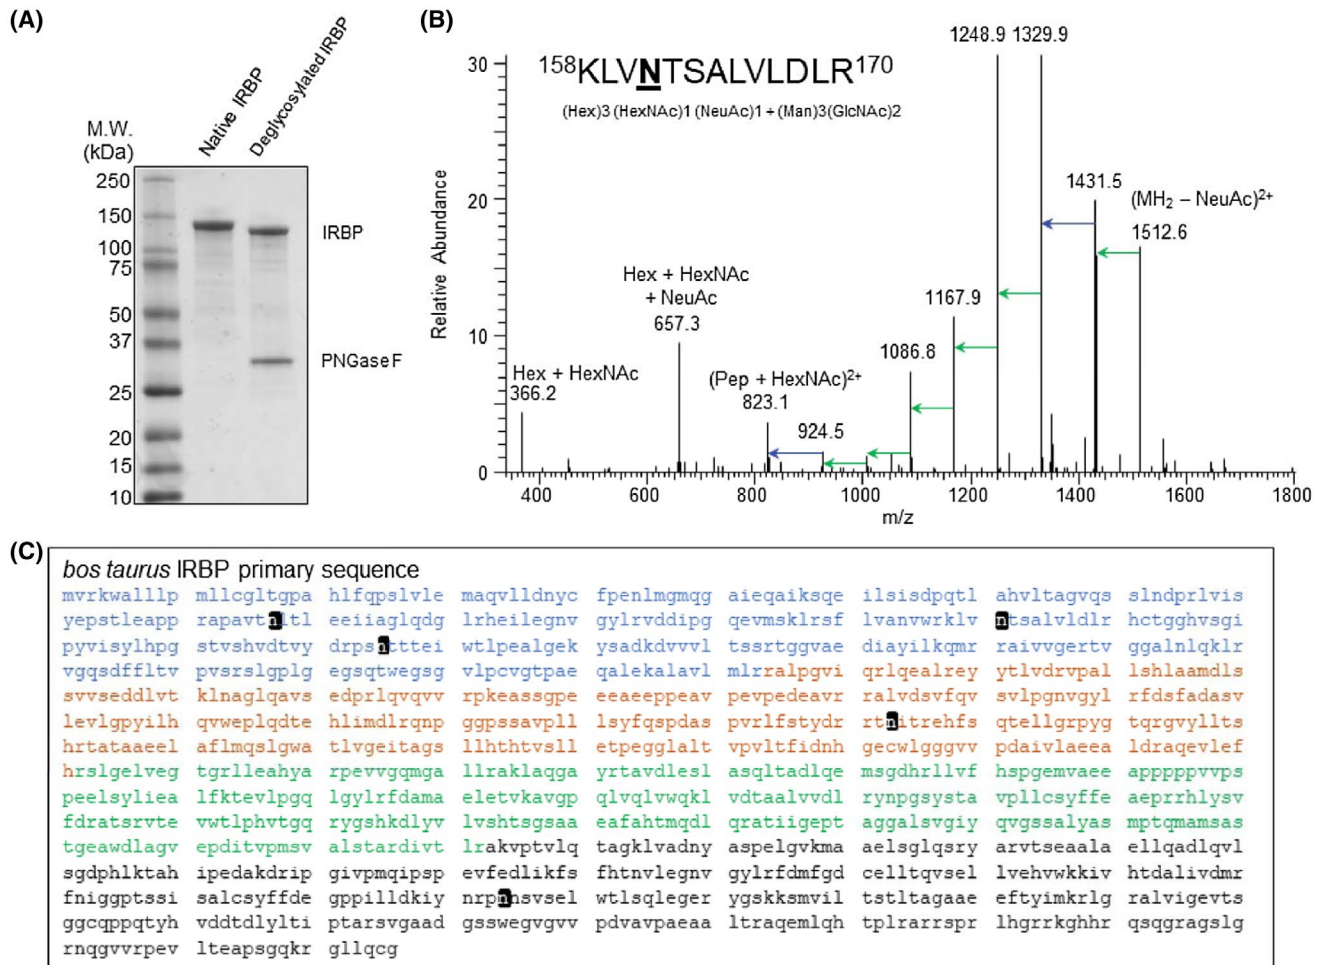 (A)
Native IRBP
Deglycosylated IRBP
M.W.
(kDa)
250
150
100
75
50
37
25
20
15
10
IRBP
PNGase F
(B)
158KLVNTSALVLDLR170
(Hex)3 (HexNAc)1 (NeuAc)1 + (Man)3(GlcNAc)2
1248.9 1329.9
1431.5
(MH2 – NeuAc)2+
1512.6
1167.9
1086.8
Hex + HexNAc
+ NeuAc
657.3
Hex + HexNAc
366.2
(Pep + HexNAc)2+
823.1
924.5
Relative Abundance
30
20
10
0
400 600 800 1000 1200 1400 1600 1800
m/z
(C)
bos taurus IRBP primary sequence
mvrkwalllp mllcgltgpa hlfqpslvle maqvlldnyc fpenlmgmqg aieqaiksqe ilsisdpqtl ahvltagvqs slndprlvis
yepstleapp rapavtnltl eeiiaglqdg lrheilegnv gylrvddipg qevmsklrsf lvanvwrklv ntsalvldlr hctgghvsgi
pyvisylhpg stvshvdtvy drpsntttei wtlpealgek ysadkdvvvl tssrtggvae diayilkqmr raivvgertv ggalnlqklr
vgqsdffltv pvsrslgplg egsqtwegsg vlpcvgtpae qalekalavl mlrralpgvi qrlqealrey ytlvdrvpal lshlaamdls
svvseddlvt klnaglqavs edprlqvqvv rpkeassgpe eeaeeppeav pevpedeavr ralvdsvfqv svlpgnvgyl rfdsfadasv
levlgpyilh qvweplqdte hlimdlrqnp ggpssavpll lsyfqspdas pvrlfstydr rtnitrehfs qtellgrpyg tqrgvyllts
hrtataaeel aflmqslgwa tlvgeitags llhthtvsll etpegglalt vpvltfidnh gecwlgggvv pdaivlaeea ldraqevlef
hrslgelveg tgrlleahya rpevvgqmga llraklaqga yrtavdlesl asqltadlqe msgdhrllvf hspgemvaee appppppvvps
peelsyliea lfktevlpgq lgylrfdama eletvkavgp qlvqlvwqkl vdtaalvvdl rynpgsysta vpllcsyffe aeprrhlysv
fdratsrvte vwtlphvtgq rygshkdlyv lvshtsgsaa eafahtmqdl qratiigept aggalsvgiy qvgssalyas mptqmamsas
tgeawdlagv epditvpmsv alstardivt lrakvptvlq tagklvadny aspelgvkma aelsglqsry arvtseaala ellqadlqvl
sgdphlktah ipedakdrip givpmqipsp evfedlikfs fhtnvlegnv gylrfdmfgd celltqvsel lvehvwkkiv htdalivdmr
fniggptssi salcsyffde gppilldkiy nrpnnsvsel wtlsqleger ygskksmvil tstltagaae eftyimkrlg ralvigevts
ggcqppqtyh vddtdlylti ptarsvgaad gsswegvgvv pdvavpaeaa ltraqemlqh tplrarrspr lhgrrkghhr qsqgragslg
rnqgvvrpev lteapsgqkr gllqcg